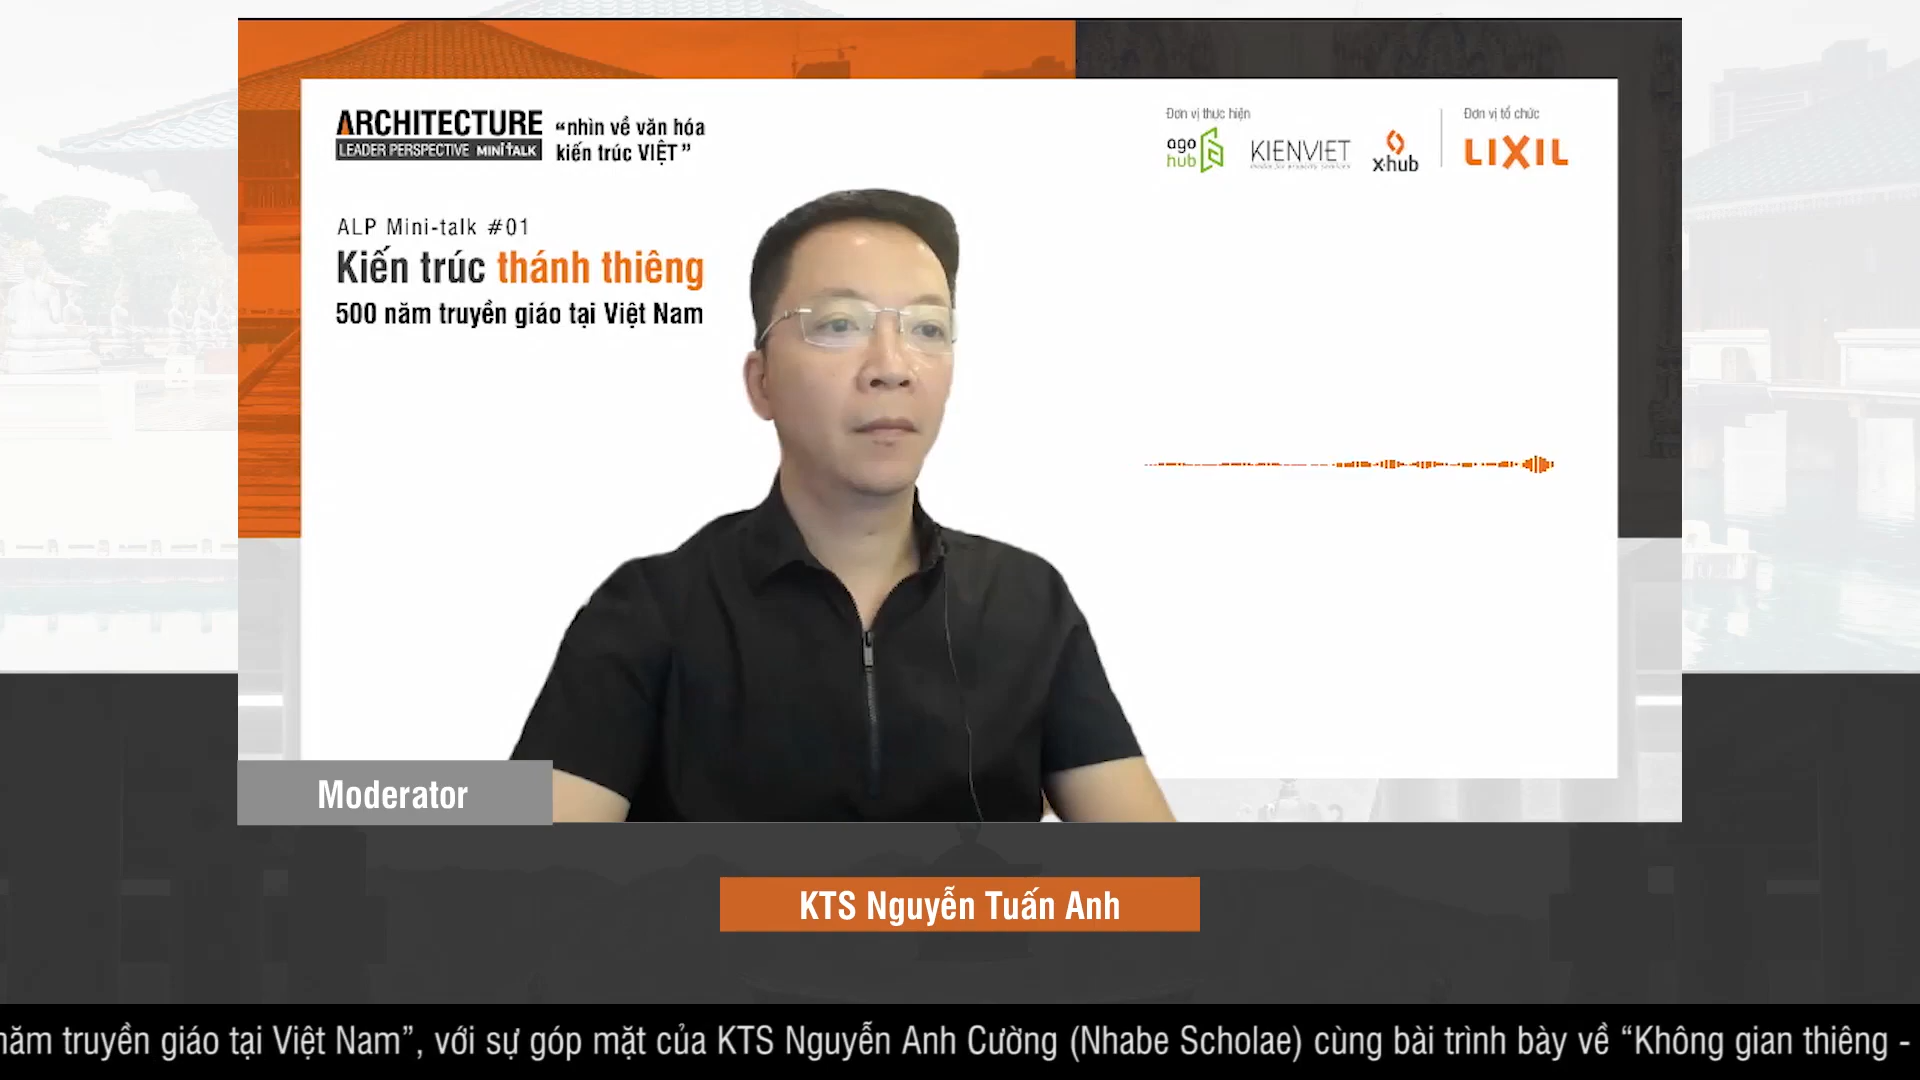 ARCHITECTURE
LEADER PERSPECTIVE MINITALK
“nhìn về văn hóa
kiến trúc VIỆT”
Đơn vị thực hiện
ago
hub
KIENVIET
x·hub
Đơn vị tổ chức
LIXIL
ALP Mini-talk #01
Kiến trúc thánh thiêng
500 năm truyền giáo tại Việt Nam
Moderator
KTS Nguyễn Tuấn Anh
năm truyền giáo tại Việt Nam”, với sự góp mặt của KTS Nguyễn Anh Cường (Nhabe Scholae) cùng bài trình bày về “Không gian thiêng -